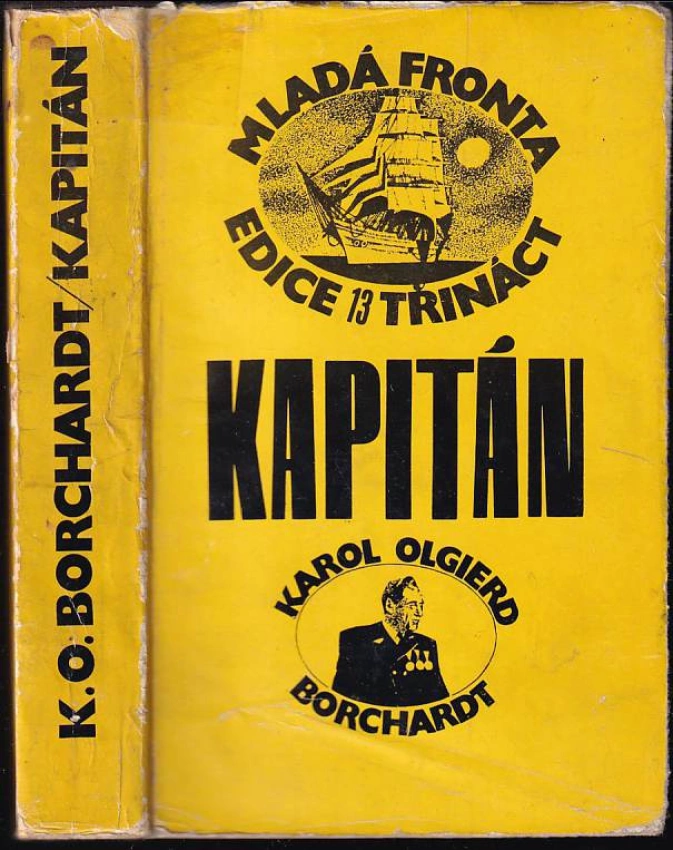 K. O. BORCHARDT/KAPITÁN
MLADÁ FRONTA
EDICE 13 TŘINÁCT
KAPITÁN
KAROL OLGIERD
BORCHARDT